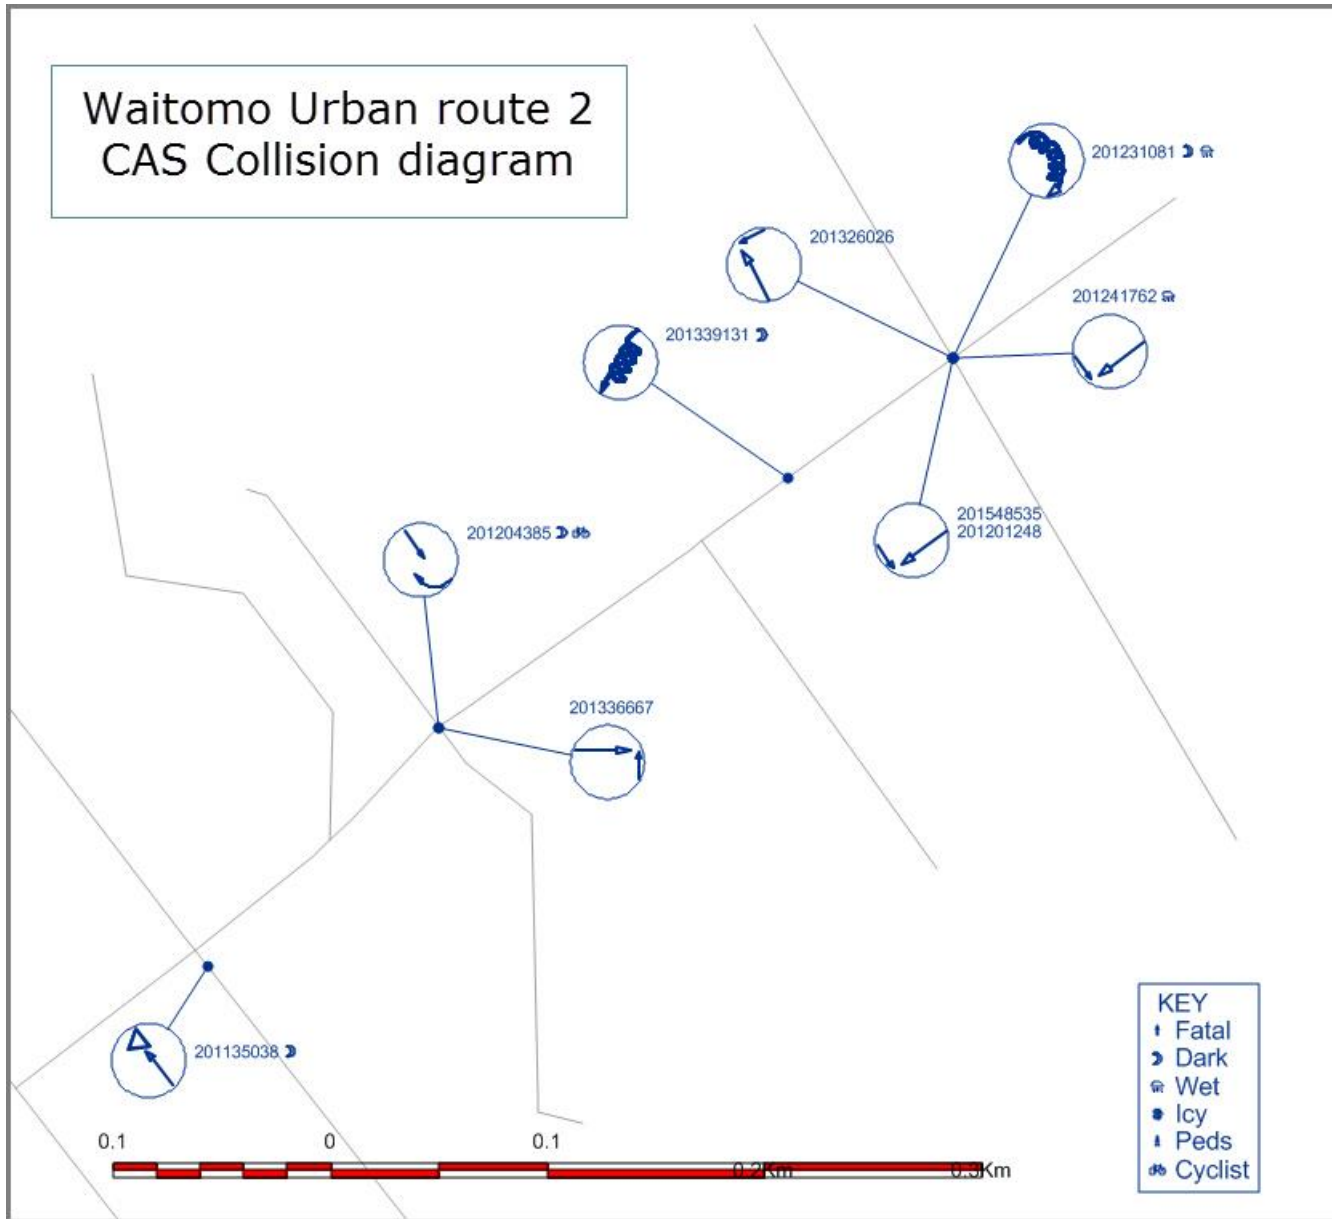 Waitomo Urban route 2
CAS Collision diagram
201231081
201326026
201241762
201339131
201548535
201201248
201204385
201336667
201135038
KEY
Fatal
Dark
Wet
Icy
Peds
Cyclist
0.1 0 0.1 0.2Km 0.3Km